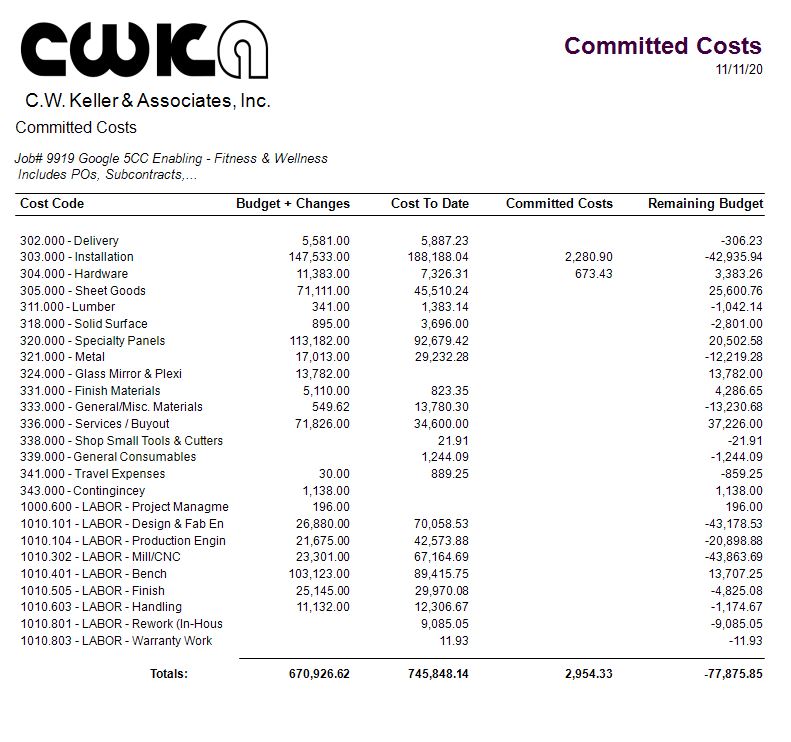 CWKA
Committed Costs
11/11/20
C.W. Keller & Associates, Inc.
Committed Costs
Job# 9919 Google 5CC Enabling - Fitness & Wellness
Includes POs, Subcontracts,...
Cost Code Budget + Changes Cost To Date Committed Costs Remaining Budget
302.000 - Delivery 5,581.00 5,887.23 -306.23
303.000 - Installation 147,533.00 188,188.04 2,280.90 -42,935.94
304.000 - Hardware 11,383.00 7,326.31 673.43 3,383.26
305.000 - Sheet Goods 71,111.00 45,510.24 25,600.76
311.000 - Lumber 341.00 1,383.14 -1,042.14
318.000 - Solid Surface 895.00 3,696.00 -2,801.00
320.000 - Specialty Panels 113,182.00 92,679.42 20,502.58
321.000 - Metal 17,013.00 29,232.28 -12,219.28
324.000 - Glass Mirror & Plexi 13,782.00 13,782.00
331.000 - Finish Materials 5,110.00 823.35 4,286.65
333.000 - General/Misc. Materials 549.62 13,780.30 -13,230.68
336.000 - Services / Buyout 71,826.00 34,600.00 37,226.00
338.000 - Shop Small Tools & Cutters 21.91 -21.91
339.000 - General Consumables 1,244.09 -1,244.09
341.000 - Travel Expenses 30.00 889.25 -859.25
343.000 - Contingincey 1,138.00 1,138.00
1000.600 - LABOR - Project Managme 196.00 196.00
1010.101 - LABOR - Design & Fab En 26,880.00 70,058.53 -43,178.53
1010.104 - LABOR - Production Engin 21,675.00 42,573.88 -20,898.88
1010.302 - LABOR - Mill/CNC 23,301.00 67,164.69 -43,863.69
1010.401 - LABOR - Bench 103,123.00 89,415.75 13,707.25
1010.505 - LABOR - Finish 25,145.00 29,970.08 -4,825.08
1010.603 - LABOR - Handling 11,132.00 12,306.67 -1,174.67
1010.801 - LABOR - Rework (In-Hous 9,085.05 -9,085.05
1010.803 - LABOR - Warranty Work 11.93 -11.93
Totals: 670,926.62 745,848.14 2,954.33 -77,875.85